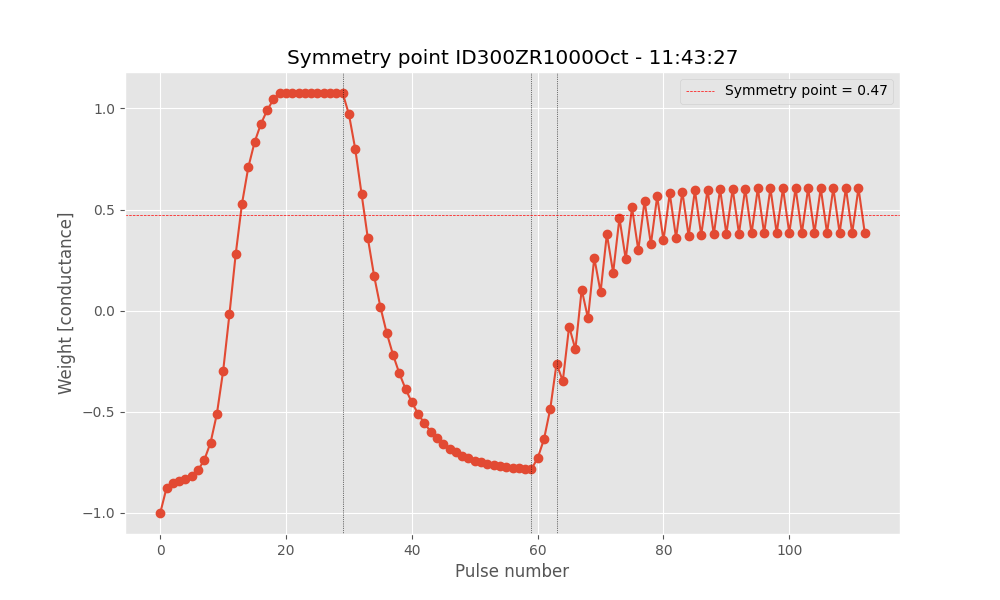 Symmetry point ID300ZR1000Oct - 11:43:27
Symmetry point = 0.47
1.0
0.5
0.0
−0.5
−1.0
Weight [conductance]
0 20 40 60 80 100
Pulse number